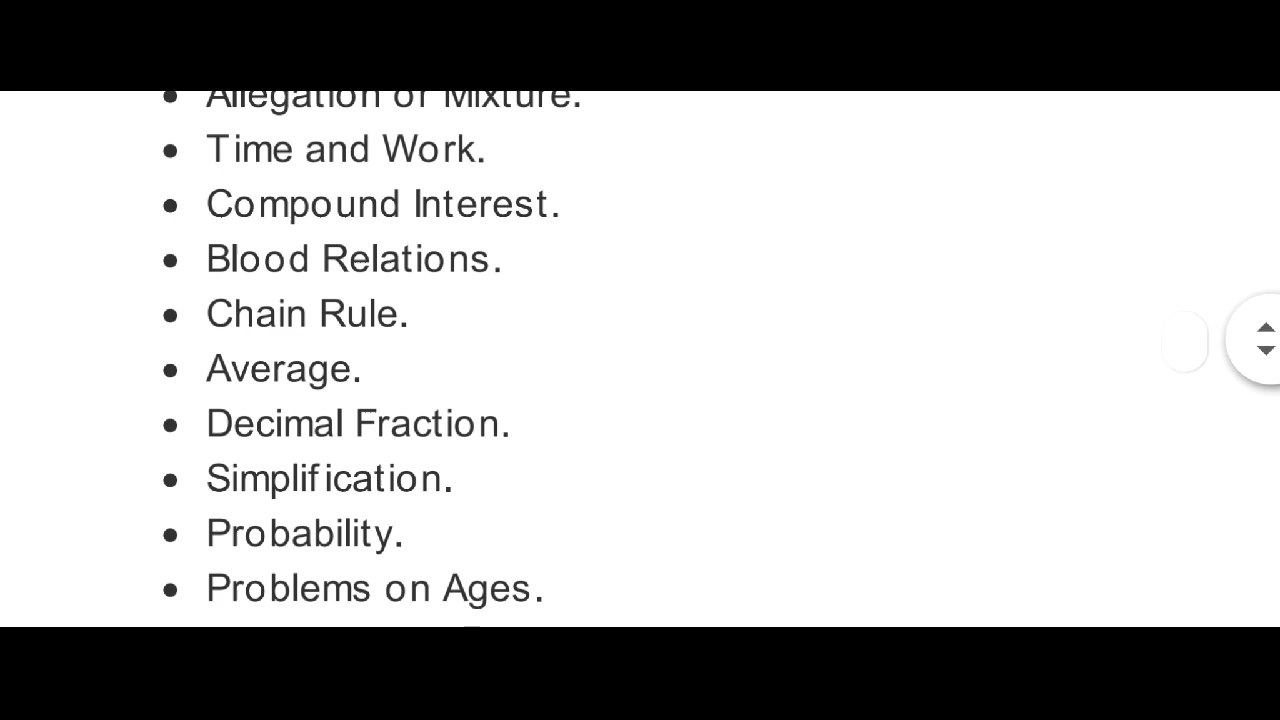 • Allegation or Mixture.
• Time and Work.
• Compound Interest.
• Blood Relations.
• Chain Rule.
• Average.
• Decimal Fraction.
• Simplification.
• Probability.
• Problems on Ages.